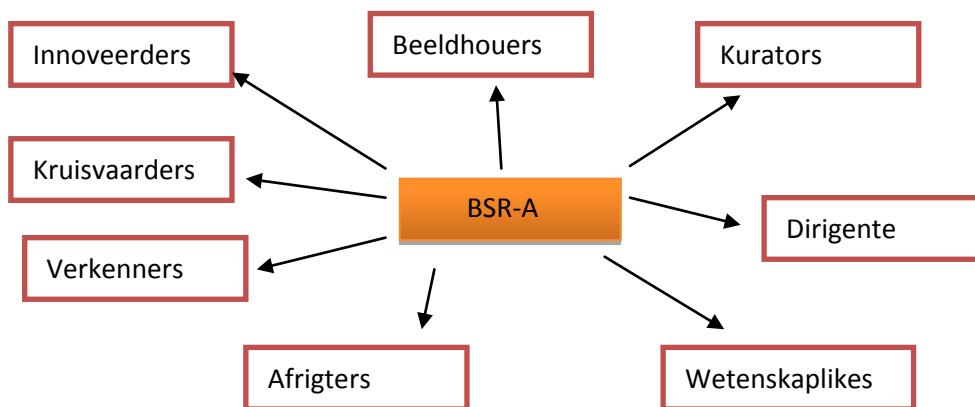 Innoveerders
Beeldhouers
Kurators
Kruisvaarders
BSR-A
Dirigente
Verkenners
Afrigters
Wetenskaplikes